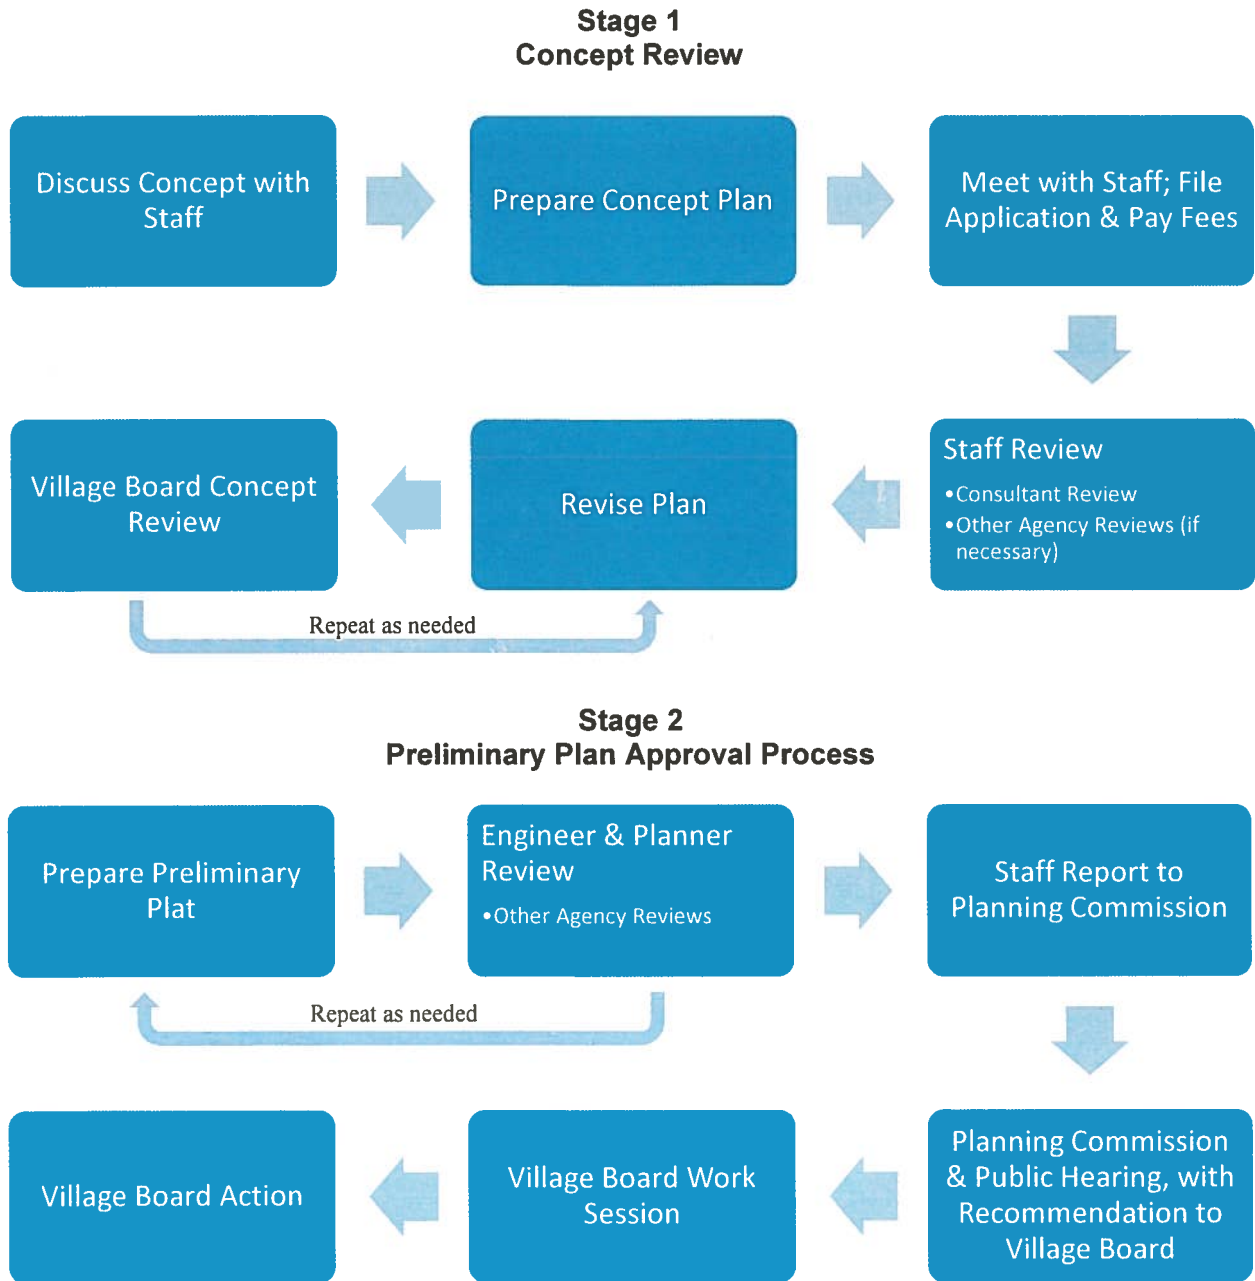 Stage 1
Concept Review
Discuss Concept with
Staff
Prepare Concept Plan
Meet with Staff; File
Application & Pay Fees
Staff Review
•Consultant Review
•Other Agency Reviews (if
necessary)
Revise Plan
Village Board Concept
Review
Repeat as needed
Stage 2
Preliminary Plan Approval Process
Prepare Preliminary
Plat
Engineer & Planner
Review
•Other Agency Reviews
Staff Report to
Planning Commission
Repeat as needed
Planning Commission
& Public Hearing, with
Recommendation to
Village Board
Village Board Work
Session
Village Board Action